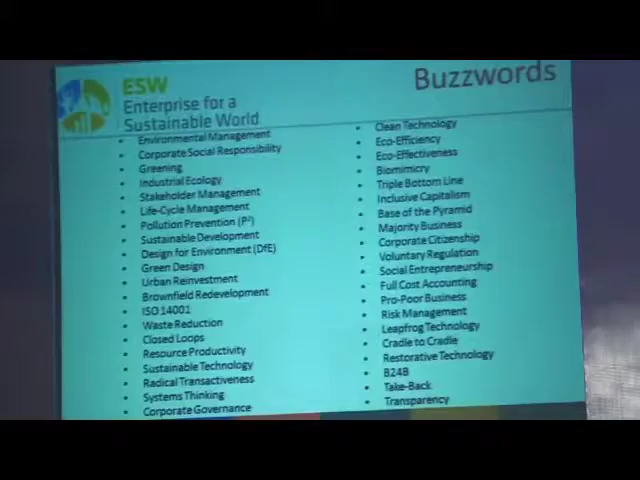 ESW
Enterprise for a
Sustainable World
Buzzwords
• Environmental Management
• Corporate Social Responsibility
• Greening
• Industrial Ecology
• Stakeholder Management
• Life-Cycle Management
• Pollution Prevention (P²)
• Sustainable Development
• Design for Environment (DfE)
• Green Design
• Urban Reinvestment
• Brownfield Redevelopment
• ISO 14001
• Waste Reduction
• Closed Loops
• Resource Productivity
• Sustainable Technology
• Radical Transactiveness
• Systems Thinking
• Corporate Governance
• Clean Technology
• Eco-Efficiency
• Eco-Effectiveness
• Biomimicry
• Triple Bottom Line
• Inclusive Capitalism
• Base of the Pyramid
• Majority Business
• Corporate Citizenship
• Voluntary Regulation
• Social Entrepreneurship
• Full Cost Accounting
• Pro-Poor Business
• Risk Management
• Leapfrog Technology
• Cradle to Cradle
• Restorative Technology
• B24B
• Take-Back
• Transparency